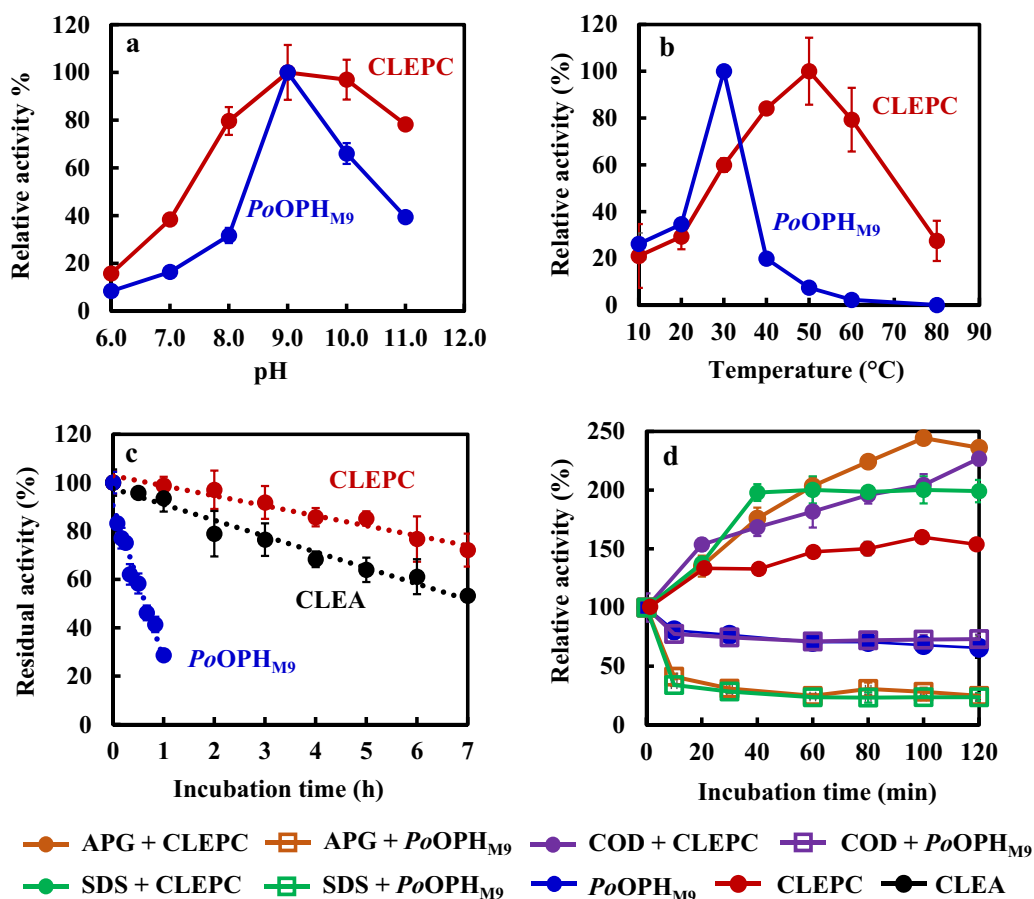 a
Relative activity %
120
100
80
60
40
20
0
CLEPC
PoOPHM9
6.0 7.0 8.0 9.0 10.0 11.0 12.0
pH
b
Relative activity (%)
120
100
80
60
40
20
0
CLEPC
PoOPHM9
10 20 30 40 50 60 70 80 90
Temperature (°C)
c
Residual activity (%)
120
100
80
60
40
20
0
CLEPC
CLEA
PoOPHM9
0 1 2 3 4 5 6 7
Incubation time (h)
d
Relative activity (%)
250
200
150
100
50
0
0 20 40 60 80 100 120
Incubation time (min)
APG + CLEPC APG + PoOPHM9 COD + CLEPC COD + PoOPHM9
SDS + CLEPC SDS + PoOPHM9 PoOPHM9 CLEPC CLEA